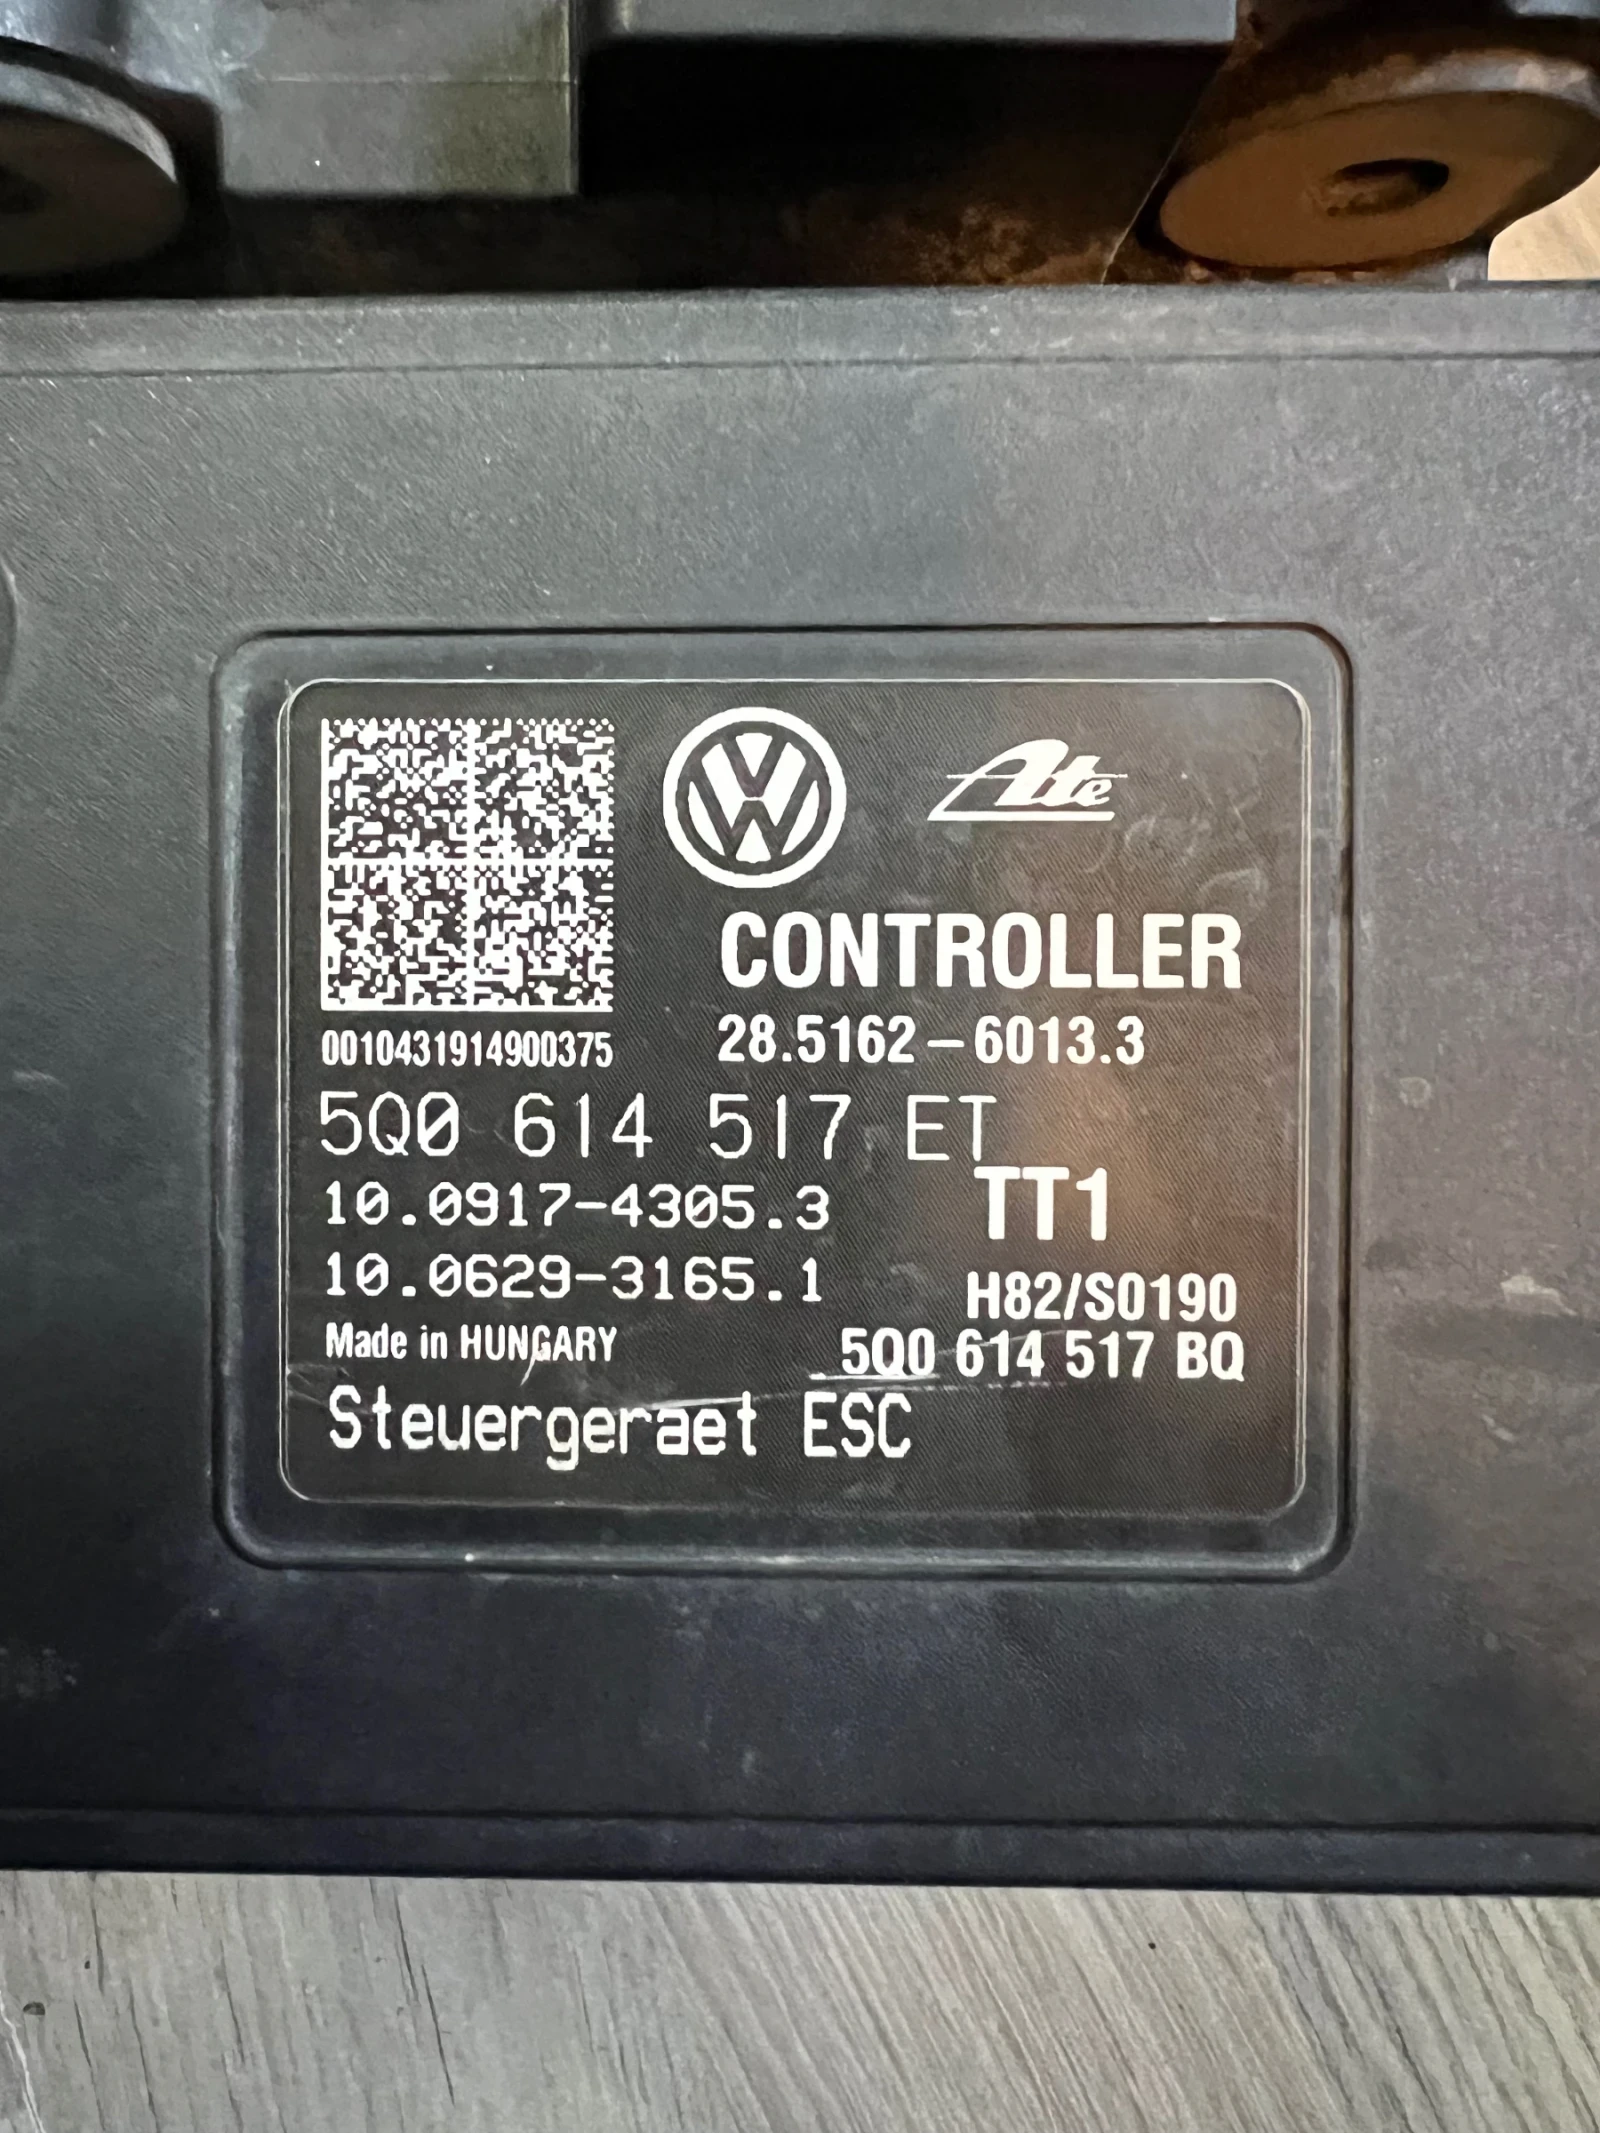 Ate
CONTROLLER
0010431914900375
28.5162-6013.3
5Q0 614 517 ET
10.0917-4305.3
TT1
10.0629-3165.1
H82/S0190
Made in HUNGARY
5Q0 614 517 BQ
Steuergeraet ESC